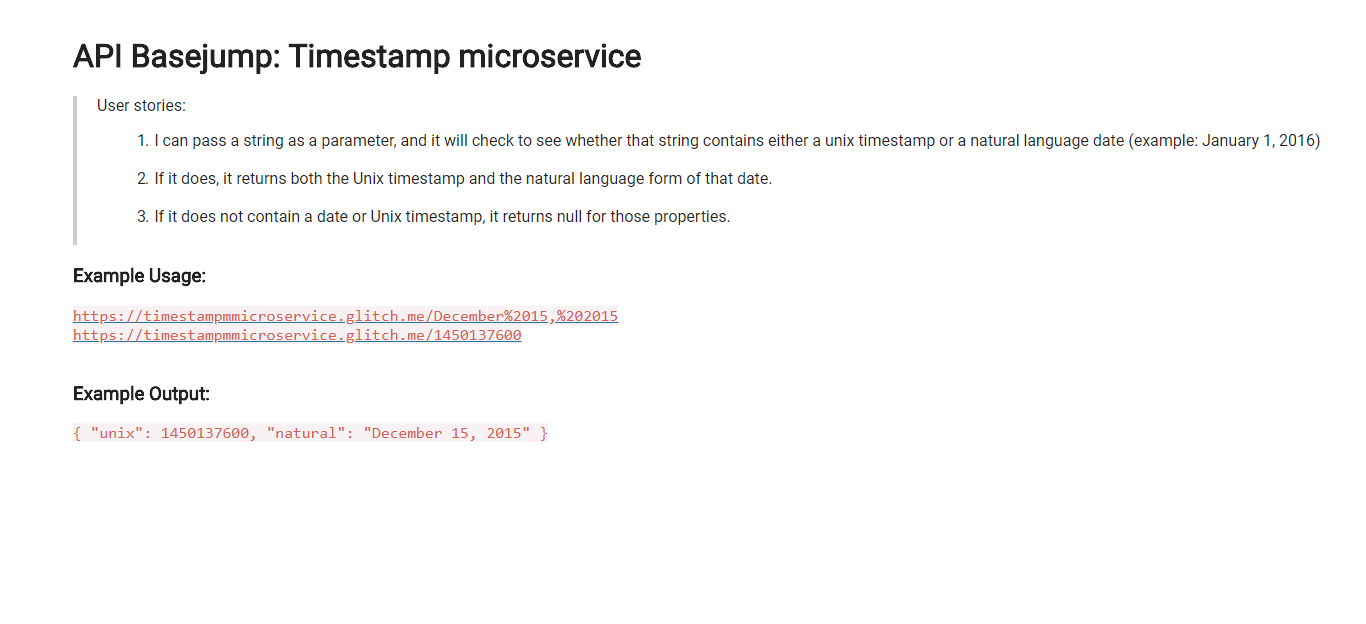 API Basejump: Timestamp microservice
User stories:
1. I can pass a string as a parameter, and it will check to see whether that string contains either a unix timestamp or a natural language date (example: January 1, 2016)
2. If it does, it returns both the Unix timestamp and the natural language form of that date.
3. If it does not contain a date or Unix timestamp, it returns null for those properties.
Example Usage:
https://timestampmmicroservice.glitch.me/December%2015,%202015
https://timestampmmicroservice.glitch.me/1450137600
Example Output:
{ "unix": 1450137600, "natural": "December 15, 2015" }